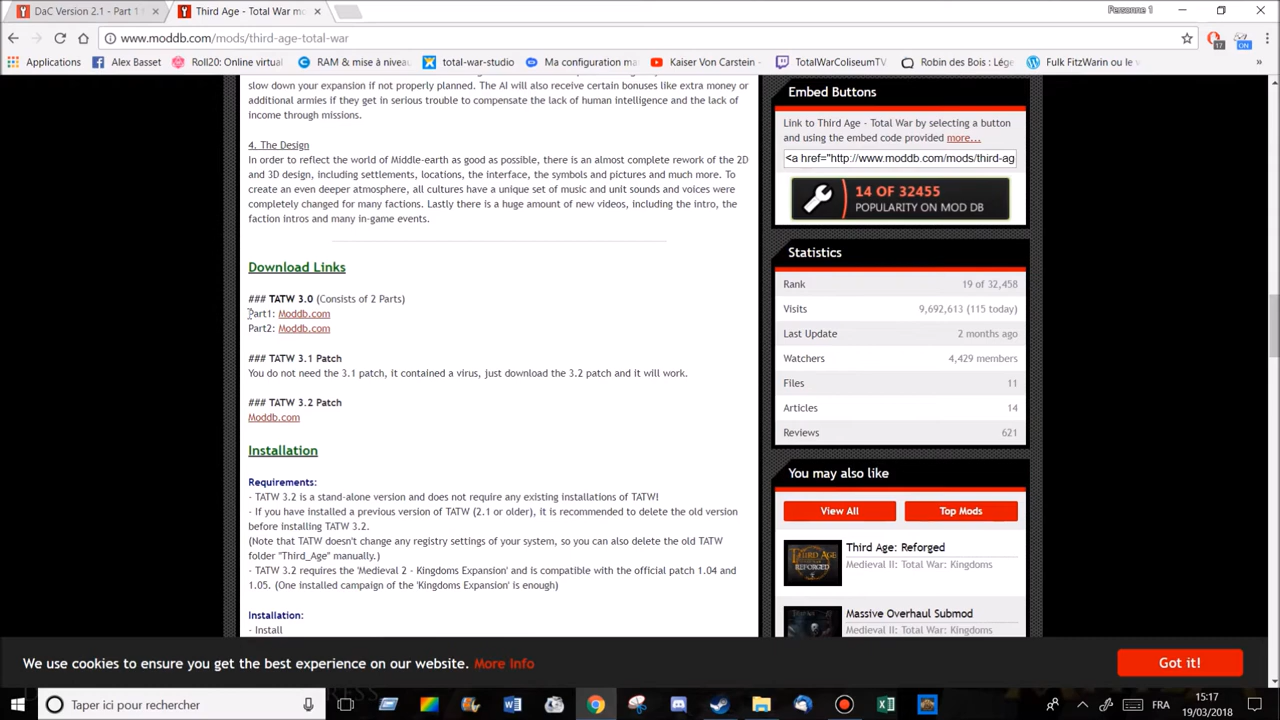 DaC Version 2.1 - Part 1
Third Age - Total War mo
Personne 1
www.moddb.com/mods/third-age-total-war
17
ON
Applications
Alex Basset
Roll20: Online virtual
RAM & mise à niveau
total-war-studio
Ma configuration ma
Kaiser Von Carstein -
TotalWarColiseumTV
Robin des Bois : Lége
Fulk FitzWarin ou le v
»
slow down your expansion if not properly planned. The AI will also receive certain bonuses like extra money or
additional armies if they get in serious trouble to compensate the lack of human intelligence and the lack of
income through missions.
4. The Design
In order to reflect the world of Middle-earth as good as possible, there is an almost complete rework of the 2D
and 3D design, including settlements, locations, the interface, the symbols and pictures and much more. To
create an even deeper atmosphere, all cultures have a unique set of music and unit sounds and voices were
completely changed for many factions. Lastly there is a huge amount of new videos, including the intro, the
faction intros and many in-game events.
Download Links
### TATW 3.0 (Consists of 2 Parts)
Part1: Moddb.com
Part2: Moddb.com
### TATW 3.1 Patch
You do not need the 3.1 patch, it contained a virus, just download the 3.2 patch and it will work.
### TATW 3.2 Patch
Moddb.com
Installation
Requirements:
- TATW 3.2 is a stand-alone version and does not require any existing installations of TATW!
- If you have installed a previous version of TATW (2.1 or older), it is recommended to delete the old version
before installing TATW 3.2.
(Note that TATW doesn't change any registry settings of your system, so you can also delete the old TATW
folder "Third_Age" manually.)
- TATW 3.2 requires the 'Medieval 2 - Kingdoms Expansion' and is compatible with the official patch 1.04 and
1.05. (One installed campaign of the 'Kingdoms Expansion' is enough)
Installation:
- Install
Embed Buttons
Link to Third Age - Total War by selecting a button
and using the embed code provided more...
<a href="http://www.moddb.com/mods/third-ag
14 OF 32455
POPULARITY ON MOD DB
Statistics
Rank 19 of 32,458
Visits 9,692,613 (115 today)
Last Update 2 months ago
Watchers 4,429 members
Files 11
Articles 14
Reviews 621
You may also like
View All
Top Mods
Third Age: Reforged
Medieval II: Total War: Kingdoms
Massive Overhaul Submod
Medieval II: Total War: Kingdoms
We use cookies to ensure you get the best experience on our website. More Info
Got it!
Taper ici pour rechercher
FRA
15:17
19/03/2018